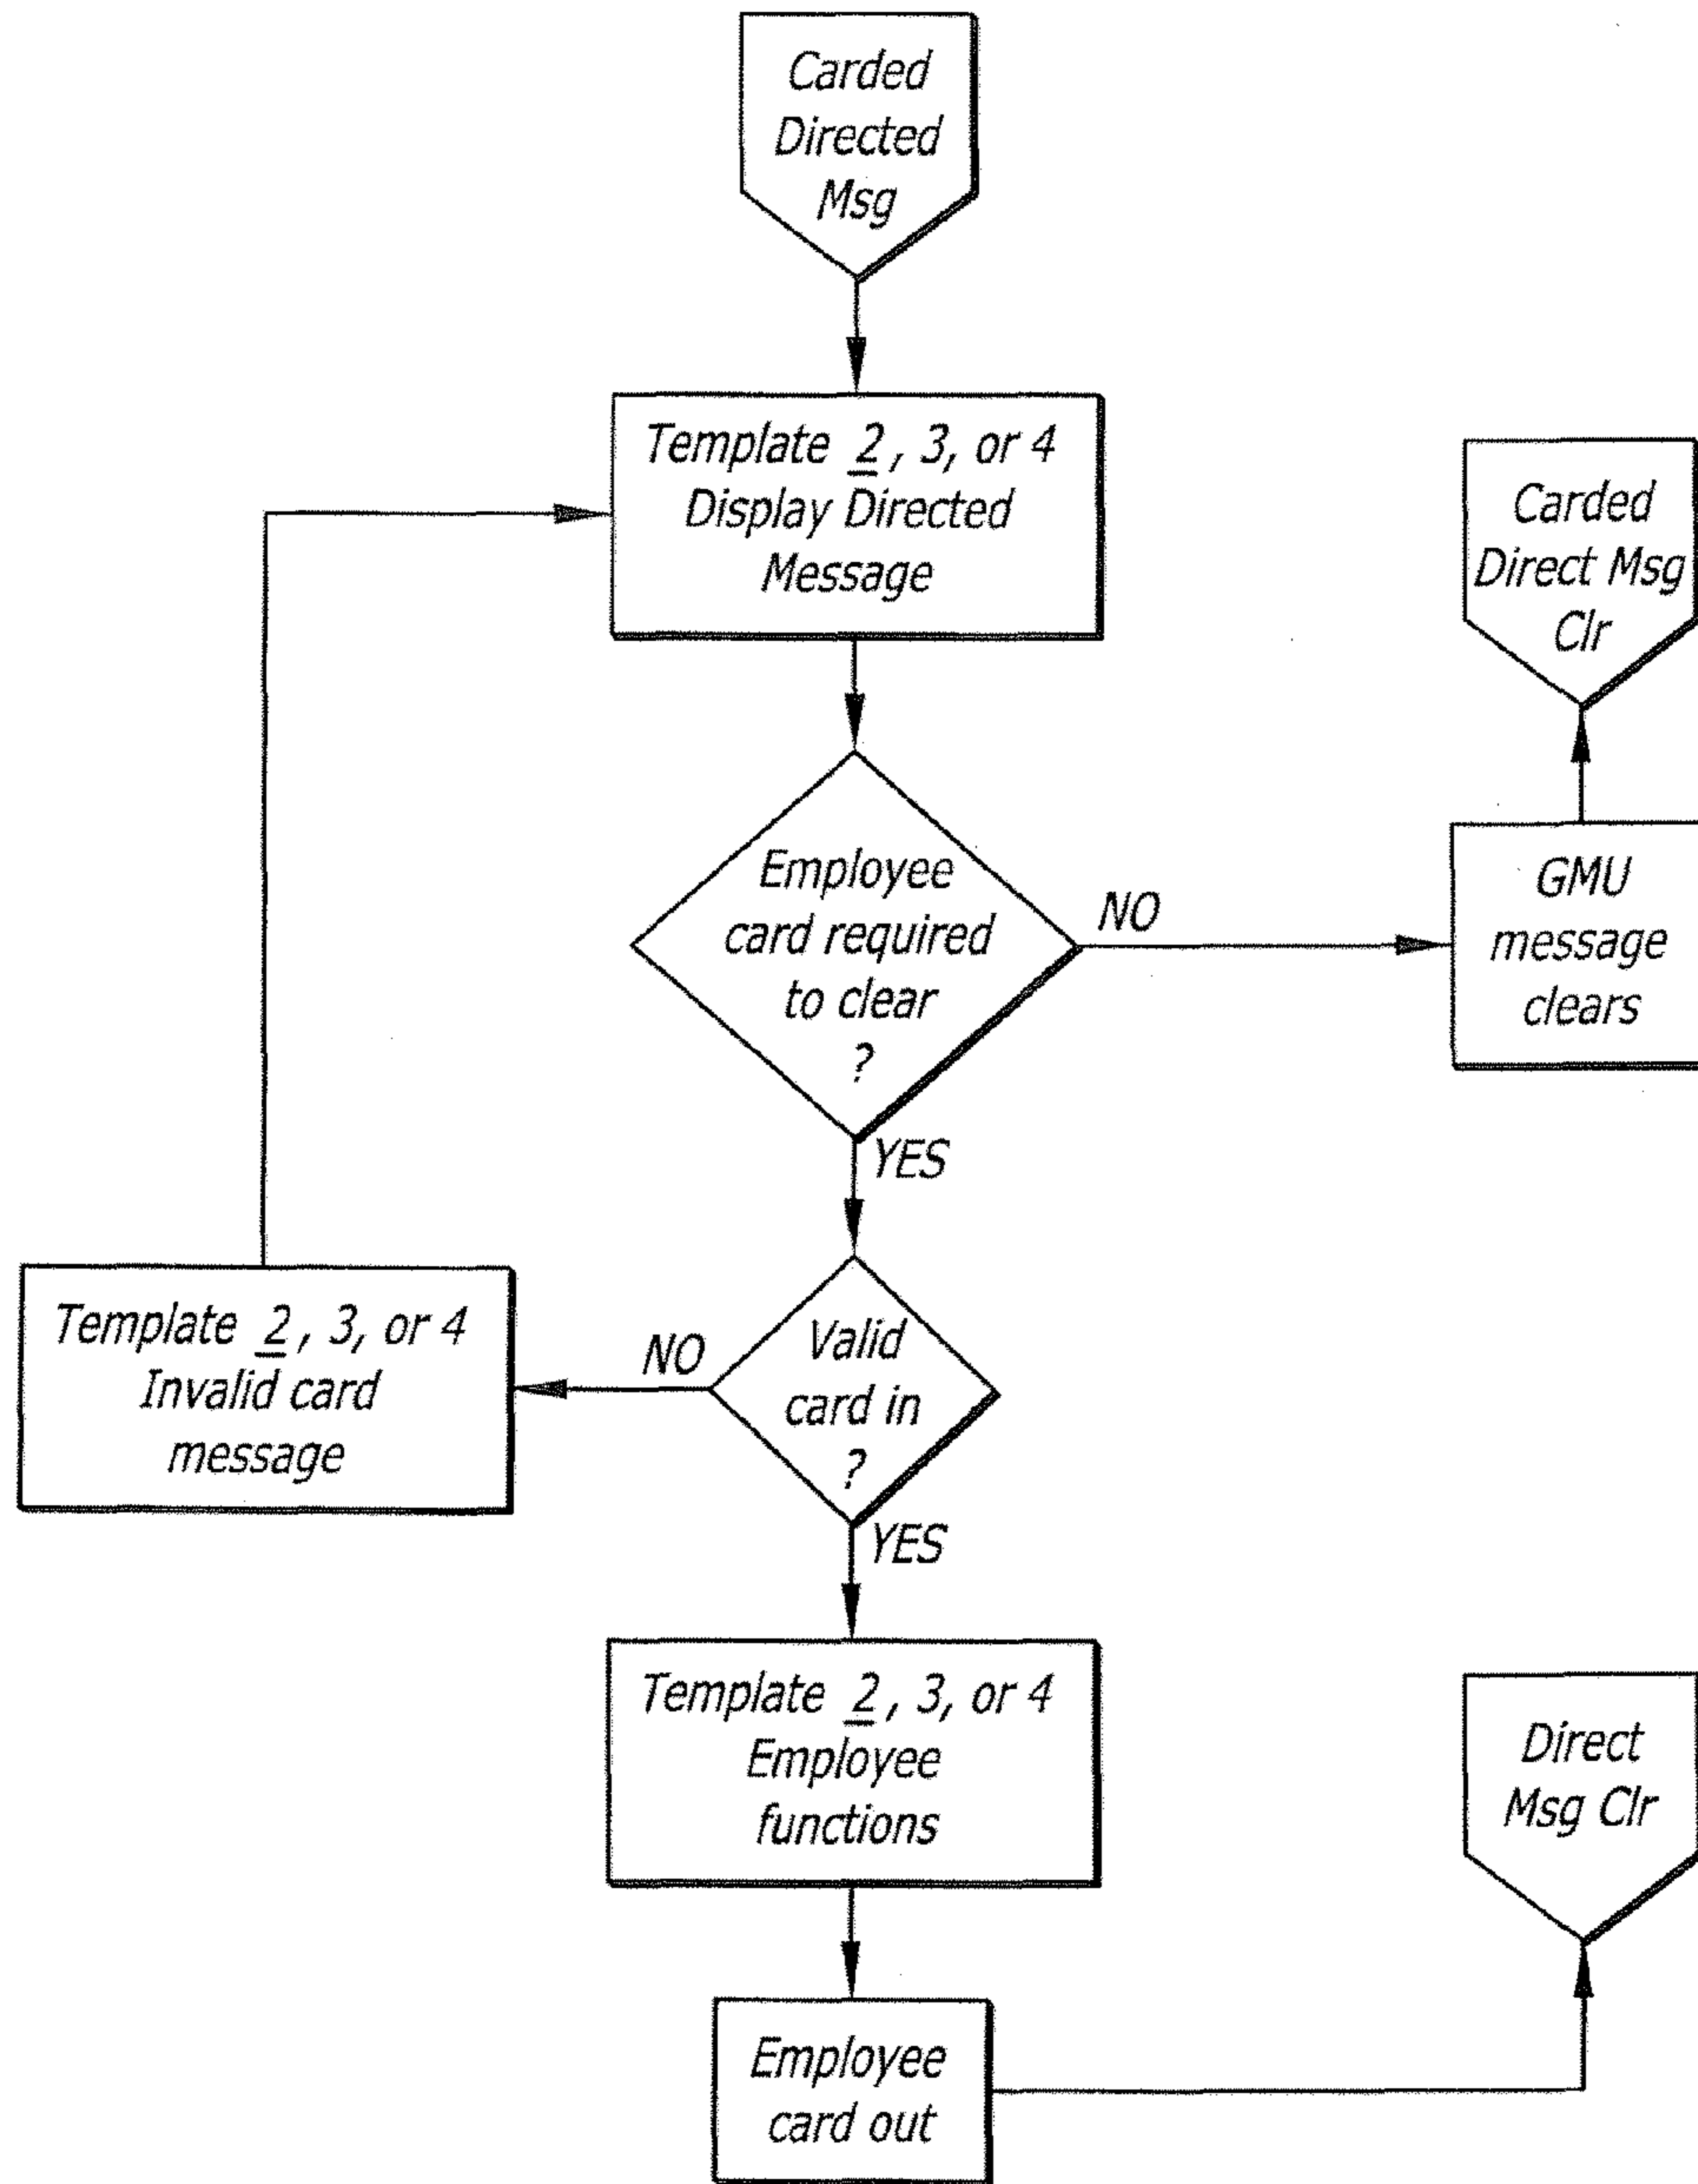 Carded
Directed
Msg
Template 2, 3, or 4
Display Directed
Message
Carded
Direct Msg
Clr
Employee
card required
to clear
?
NO
GMU
message
clears
YES
Template 2, 3, or 4
Invalid card
message
NO
Valid
card in
?
YES
Template 2, 3, or 4
Employee
functions
Direct
Msg Clr
Employee
card out